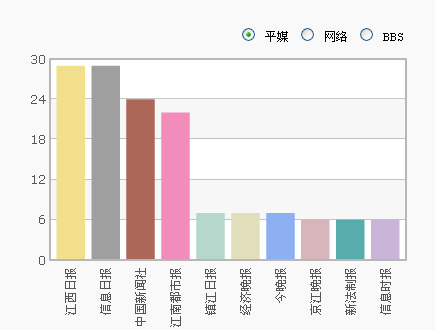 平媒 网络 BBS
30
24
18
12
6
0
江西日报
信息日报
中国新闻社
江南都市报
镇江日报
经济晚报
今晚报
京江晚报
新法制报
信息时报